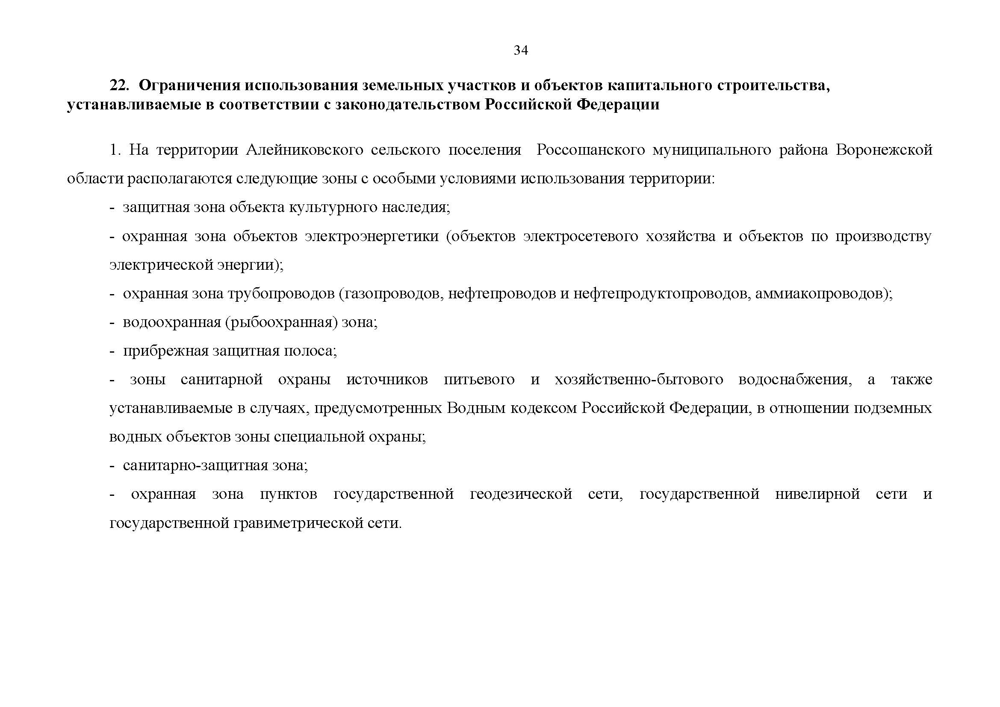 34
22. Ограничения использования земельных участков и объектов капитального строительства,
устанавливаемые в соответствии с законодательством Российской Федерации
1. На территории Алейниковского сельского поселения Россошанского муниципального района Воронежской
области располагаются следующие зоны с особыми условиями использования территории:
- защитная зона объекта культурного наследия;
- охранная зона объектов электроэнергетики (объектов электросетевого хозяйства и объектов по производству
электрической энергии);
- охранная зона трубопроводов (газопроводов, нефтепроводов и нефтепродуктопроводов, аммиакопроводов);
- водоохранная (рыбоохранная) зона;
- прибрежная защитная полоса;
- зоны санитарной охраны источников питьевого и хозяйственно-бытового водоснабжения, а также
устанавливаемые в случаях, предусмотренных Водным кодексом Российской Федерации, в отношении подземных
водных объектов зоны специальной охраны;
- санитарно-защитная зона;
- охранная зона пунктов государственной геодезической сети, государственной нивелирной сети и
государственной гравиметрической сети.